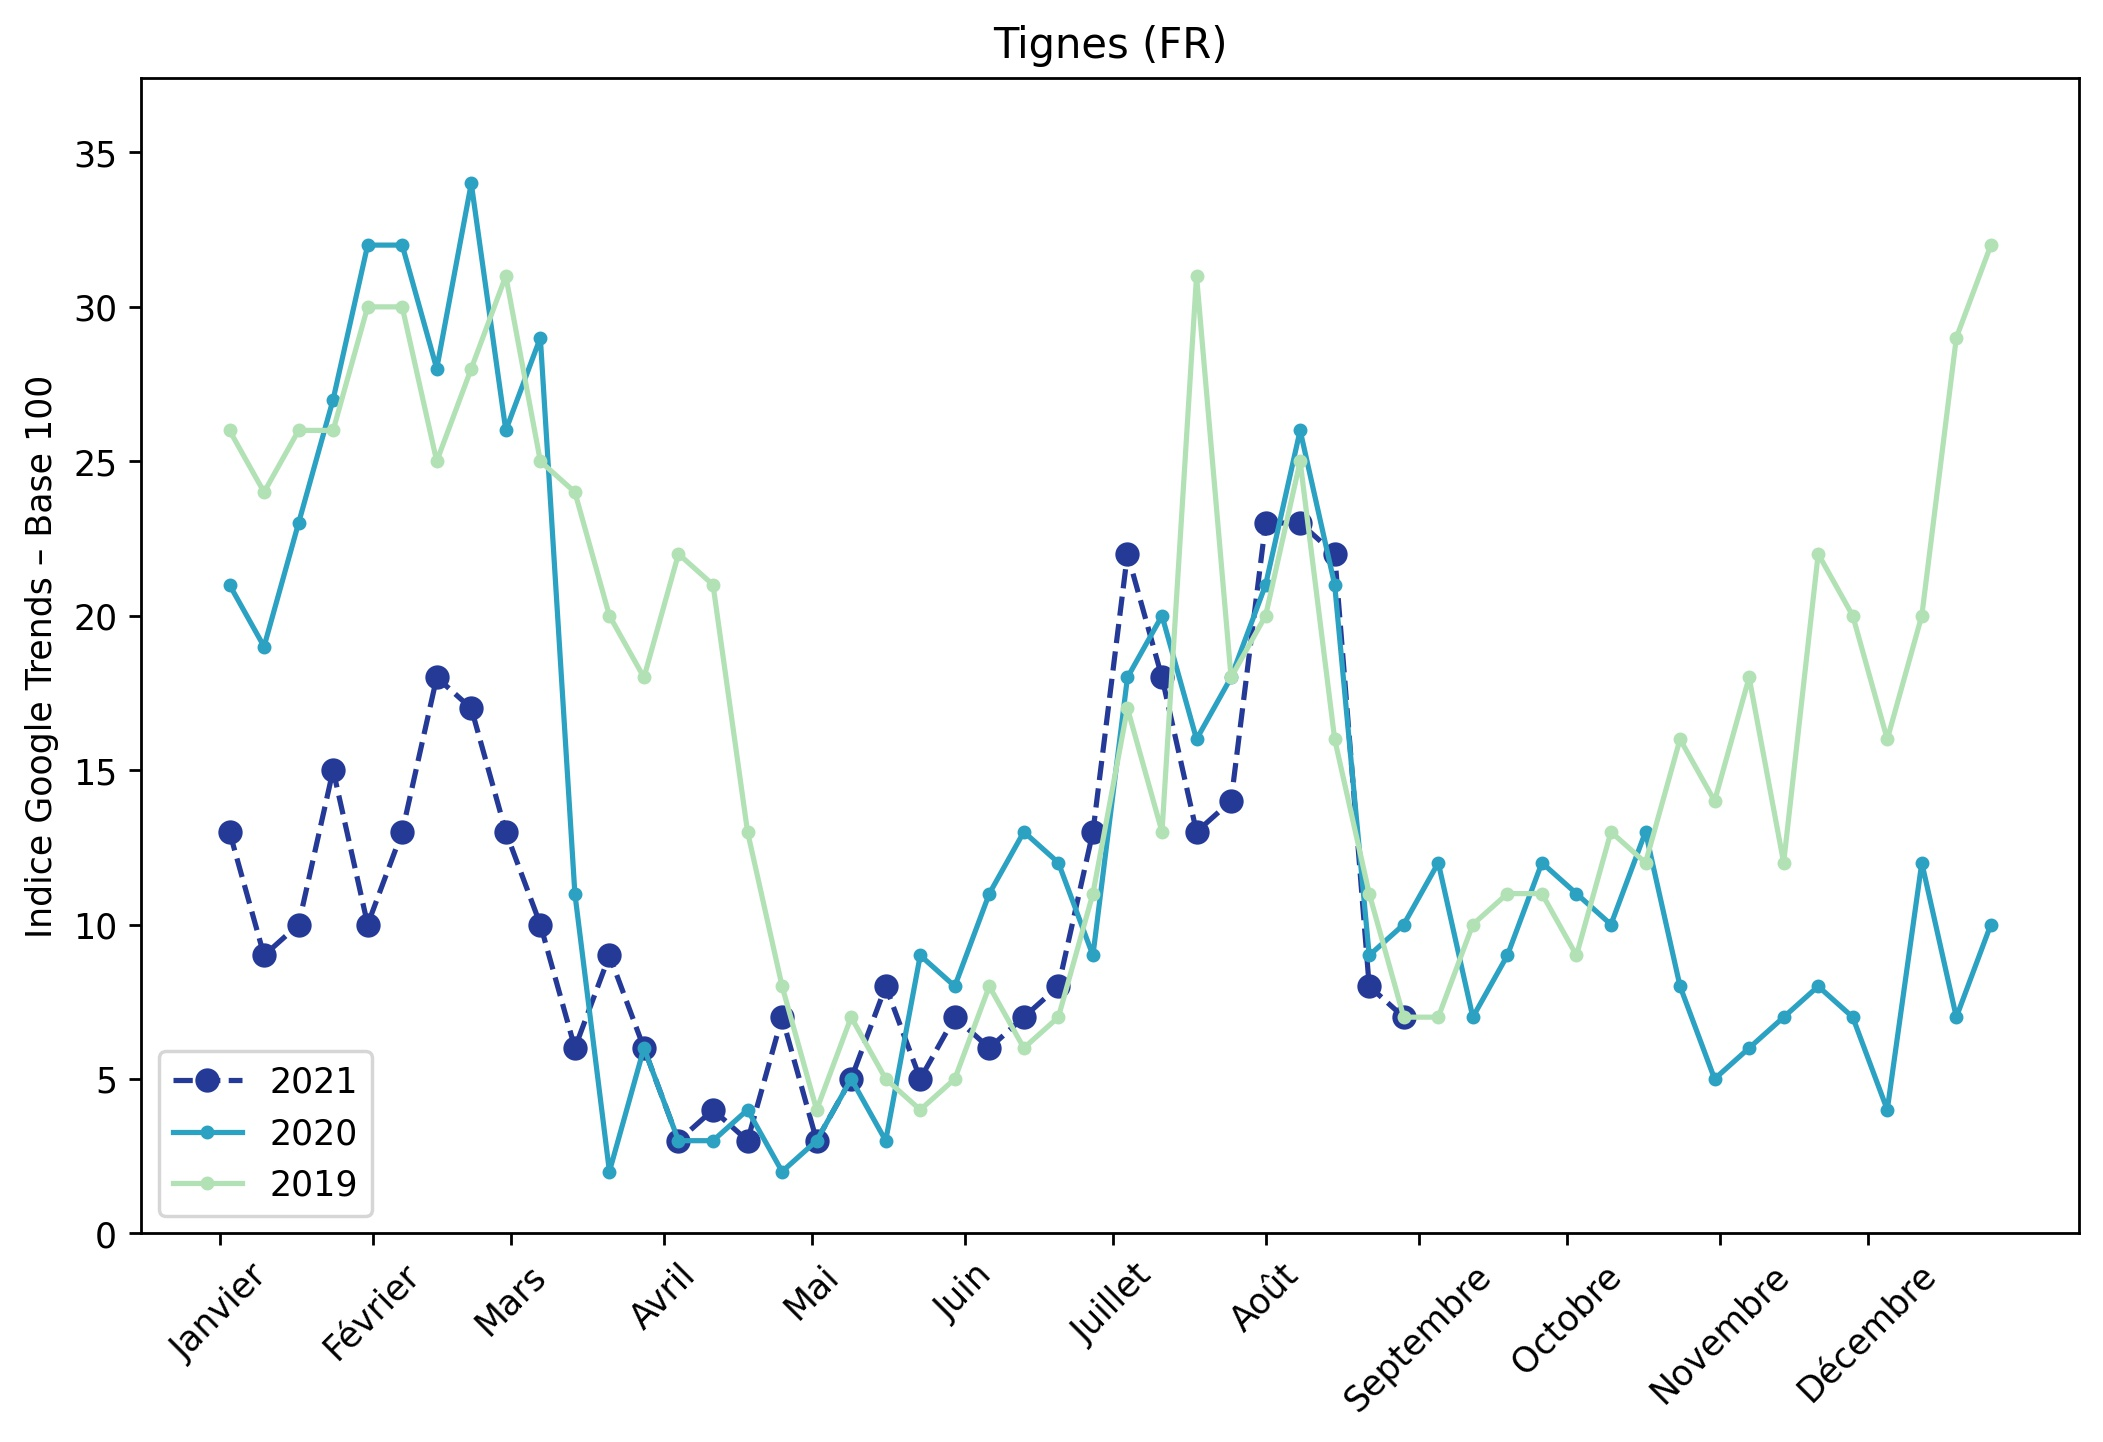 Tignes (FR)
Indice Google Trends – Base 100
35
30
25
20
15
10
5
0
2021
2020
2019
Janvier
Février
Mars
Avril
Mai
Juin
Juillet
Août
Septembre
Octobre
Novembre
Décembre